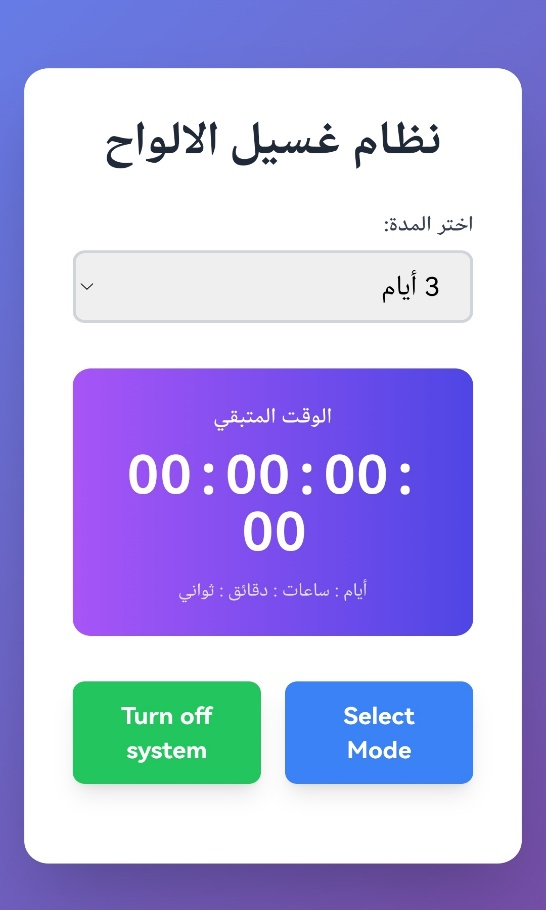 نظام غسيل الالواح
اختر المدة:
3 أيام
الوقت المتبقي
00:00:00:
00
أيام : ساعات : دقائق : ثواني
Select
Mode
Turn off
system